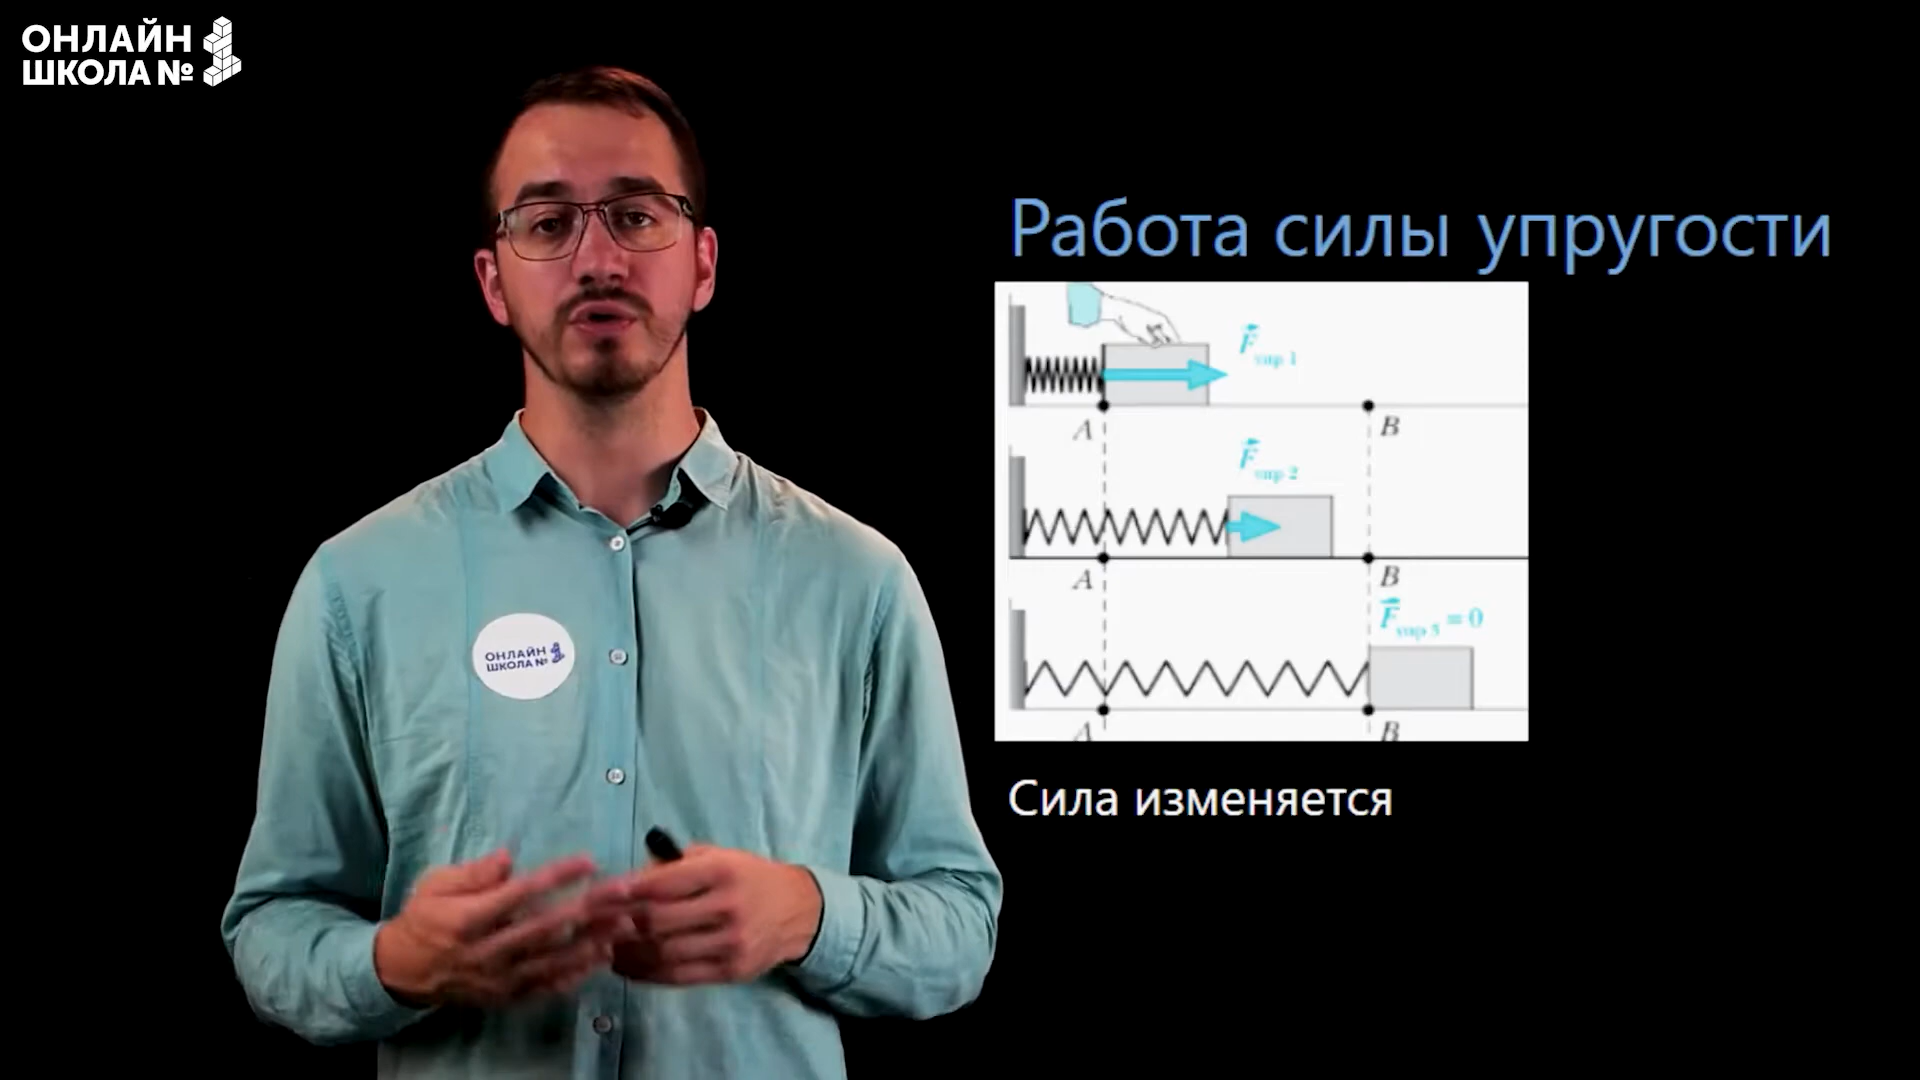 ОНЛАЙН
ШКОЛА №
Работа силы упругости
F упр 1
A
B
F упр 2
A
B
F упр 3 = 0
A
B
Сила изменяется
ОНЛАЙН
ШКОЛА №